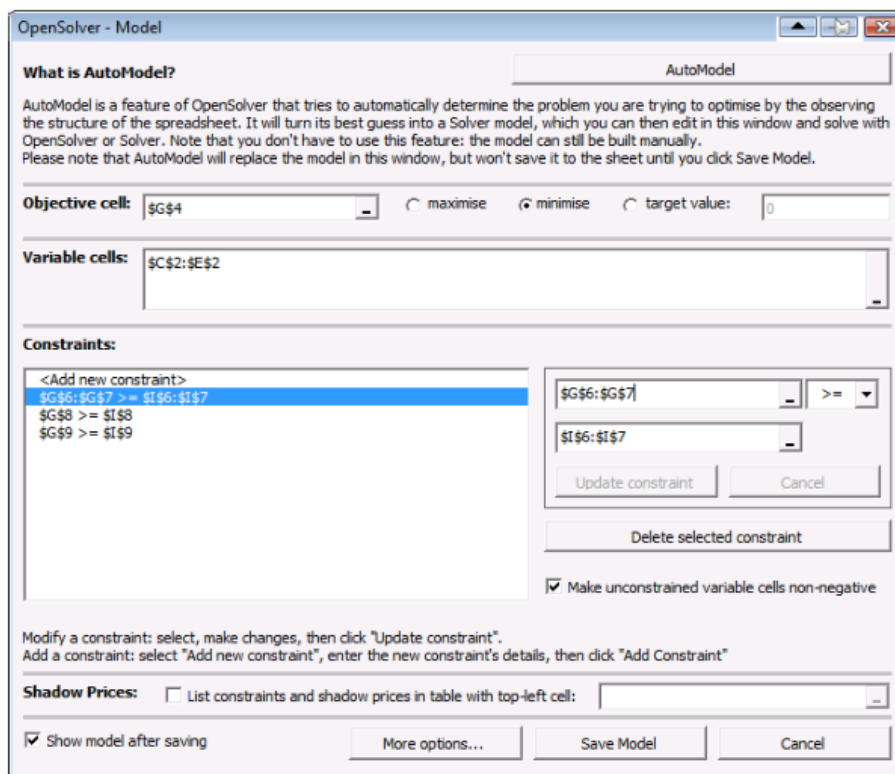 OpenSolver - Model
What is AutoModel?
AutoModel
AutoModel is a feature of OpenSolver that tries to automatically determine the problem you are trying to optimise by the observing
the structure of the spreadsheet. It will turn its best guess into a Solver model, which you can then edit in this window and solve with
OpenSolver or Solver. Note that you don't have to use this feature: the model can still be built manually.
Please note that AutoModel will replace the model in this window, but won't save it to the sheet until you click Save Model.
Objective cell: $G$4 _ maximise minimise target value: 0
Variable cells: $C$2:$E$2 _
Constraints:
<Add new constraint>
$G$6:$G$7 >= $I$6:$I$7
$G$8 >= $I$8
$G$9 >= $I$9
$G$6:$G$7 _ >=
$I$6:$I$7 _
Update constraint Cancel
Delete selected constraint
Make unconstrained variable cells non-negative
Modify a constraint: select, make changes, then click "Update constraint".
Add a constraint: select "Add new constraint", enter the new constraint's details, then click "Add Constraint"
Shadow Prices: List constraints and shadow prices in table with top-left cell: _
Show model after saving More options... Save Model Cancel